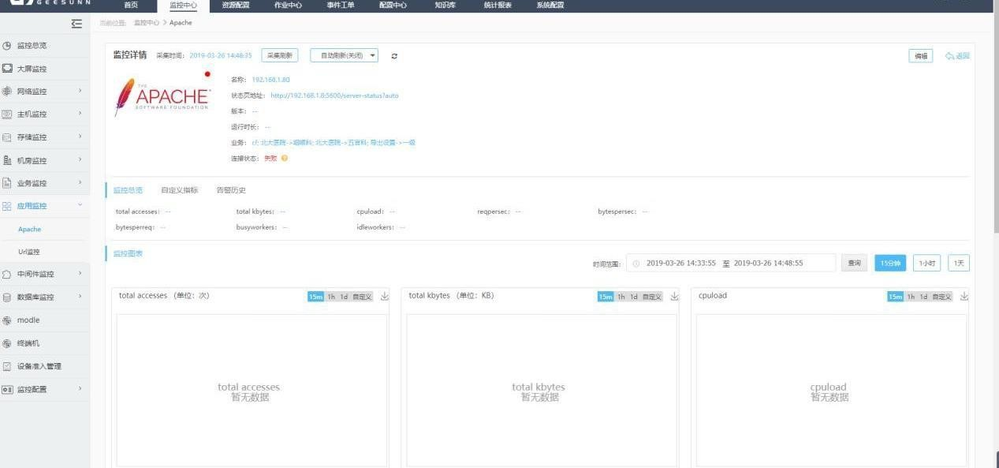 GEESUNN 首页 监控中心 资源配置 作业中心 事件工单 配置中心 知识库 统计报表 系统配置
当前位置: 监控中心 > Apache
监控总览
大屏监控
网络监控
主机监控
存储监控
机房监控
业务监控
应用监控
Apache
Url监控
中间件监控
数据库监控
modle
终端机
设备准入管理
监控配置
监控详情 采集时间: 2019-03-26 14:48:35 采集刷新 自动刷新(关闭) 编辑 返回
THE
APACHE
SOFTWARE FOUNDATION
名称: 192.168.1.80
状态页地址: http://192.168.1.8:5600/server-status?auto
版本: --
运行时长: --
业务: cf; 北大医院->咽喉科; 北大医院->五官科; 导出设置->一级
连接状态: 失败
监控总览 自定义指标 告警历史
total accesses: -- total kbytes: -- cpuload: -- reqpersec: -- bytespersec: --
bytesperreq: -- busyworkers: -- idleworkers: --
监控图表
时间范围: 2019-03-26 14:33:55 至 2019-03-26 14:48:55 查询 15分钟 1小时 1天
total accesses (单位: 次) 15m 1h 1d 自定义
total kbytes (单位: KB) 15m 1h 1d 自定义
cpuload 15m 1h 1d 自定义
total accesses
暂无数据
total kbytes
暂无数据
cpuload
暂无数据